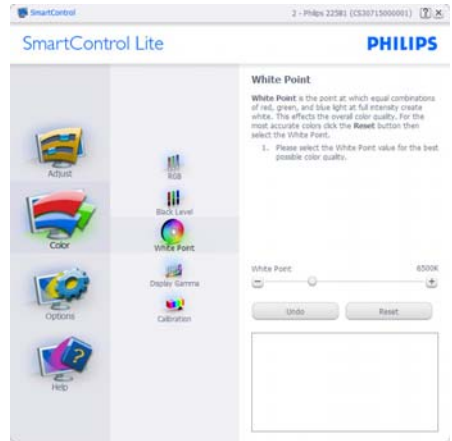 SmartControl
2 - Philips 225B1 (CS30715000001)
SmartControl Lite
PHILIPS
Adjust
Color
Options
Help
RGB
Black Level
White Point
Display Gamma
Calibration
White Point
White Point is the point at which equal combinations
of red, green, and blue light at full intensity create
white. This effects the overall color quality. For the
most accurate colors click the Reset button then
select the White Point.
1. Please select the White Point value for the best
possible color quality.
White Point 6500K
Undo Reset